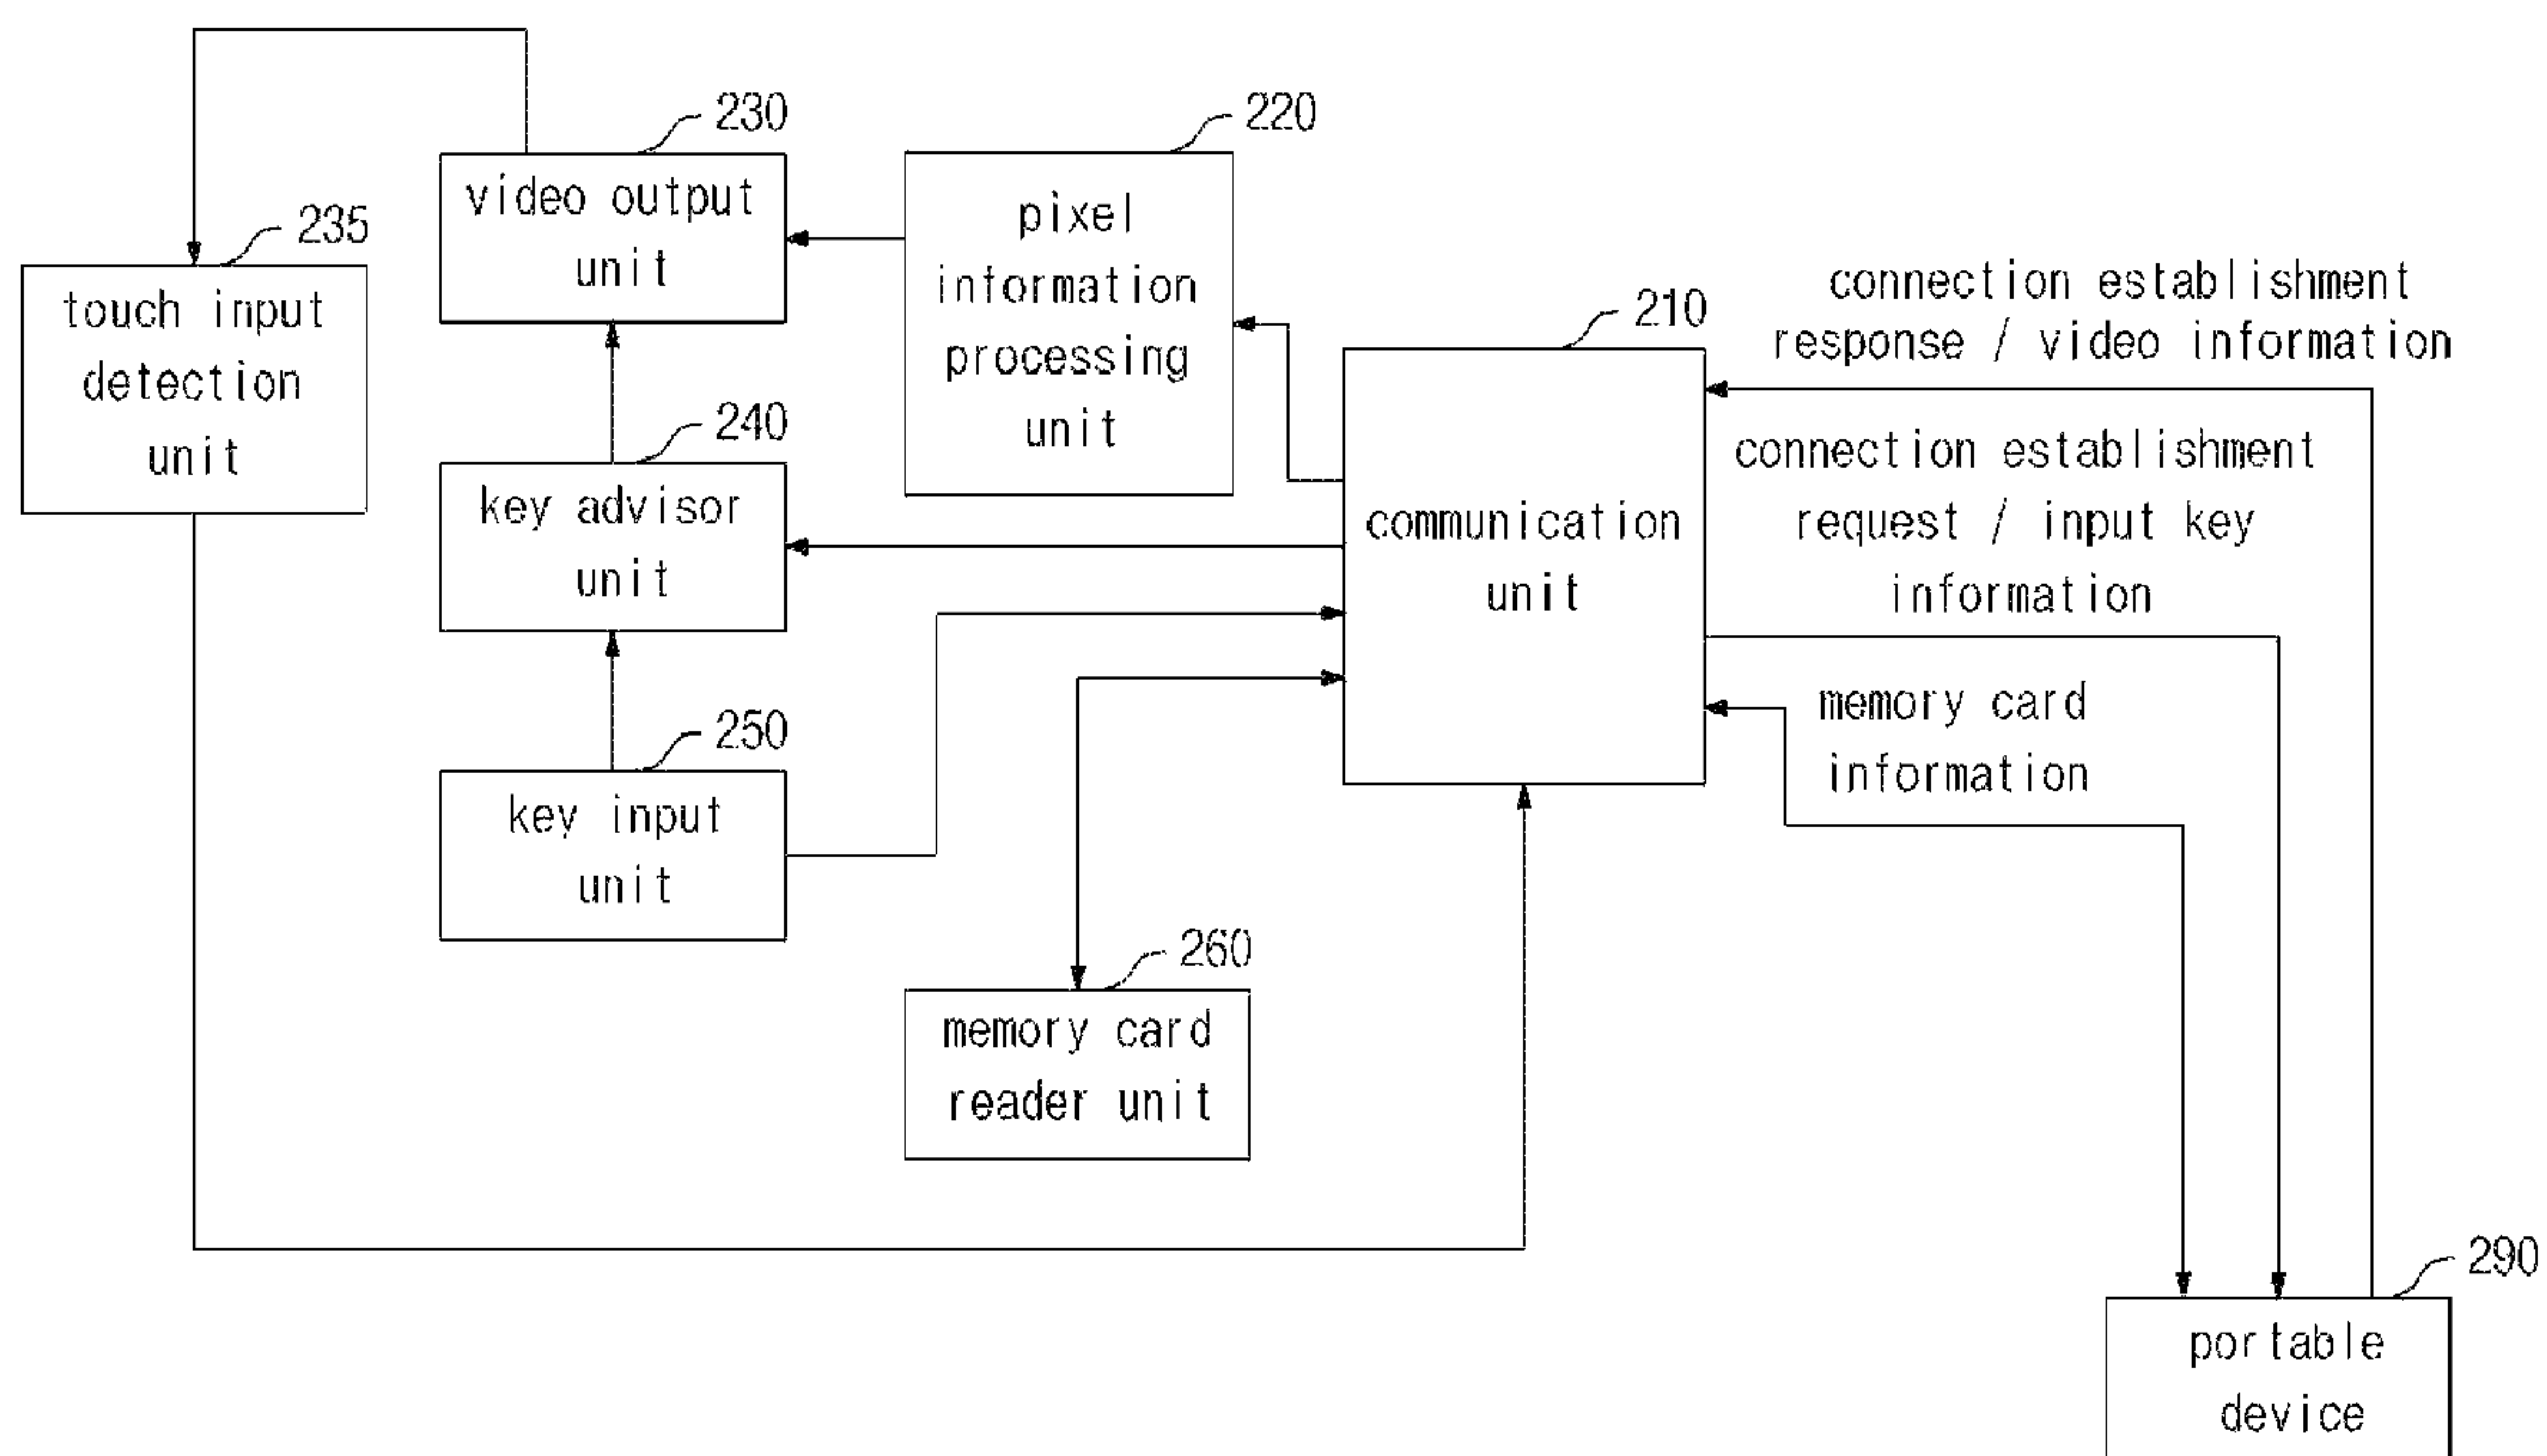 230
video output
unit
220
pixel
information
processing
unit
235
touch input
detection
unit
210
communication
unit
connection establishment
response / video information
connection establishment
request / input key
information
240
key advisor
unit
memory card
information
250
key input
unit
260
memory card
reader unit
290
portable
device